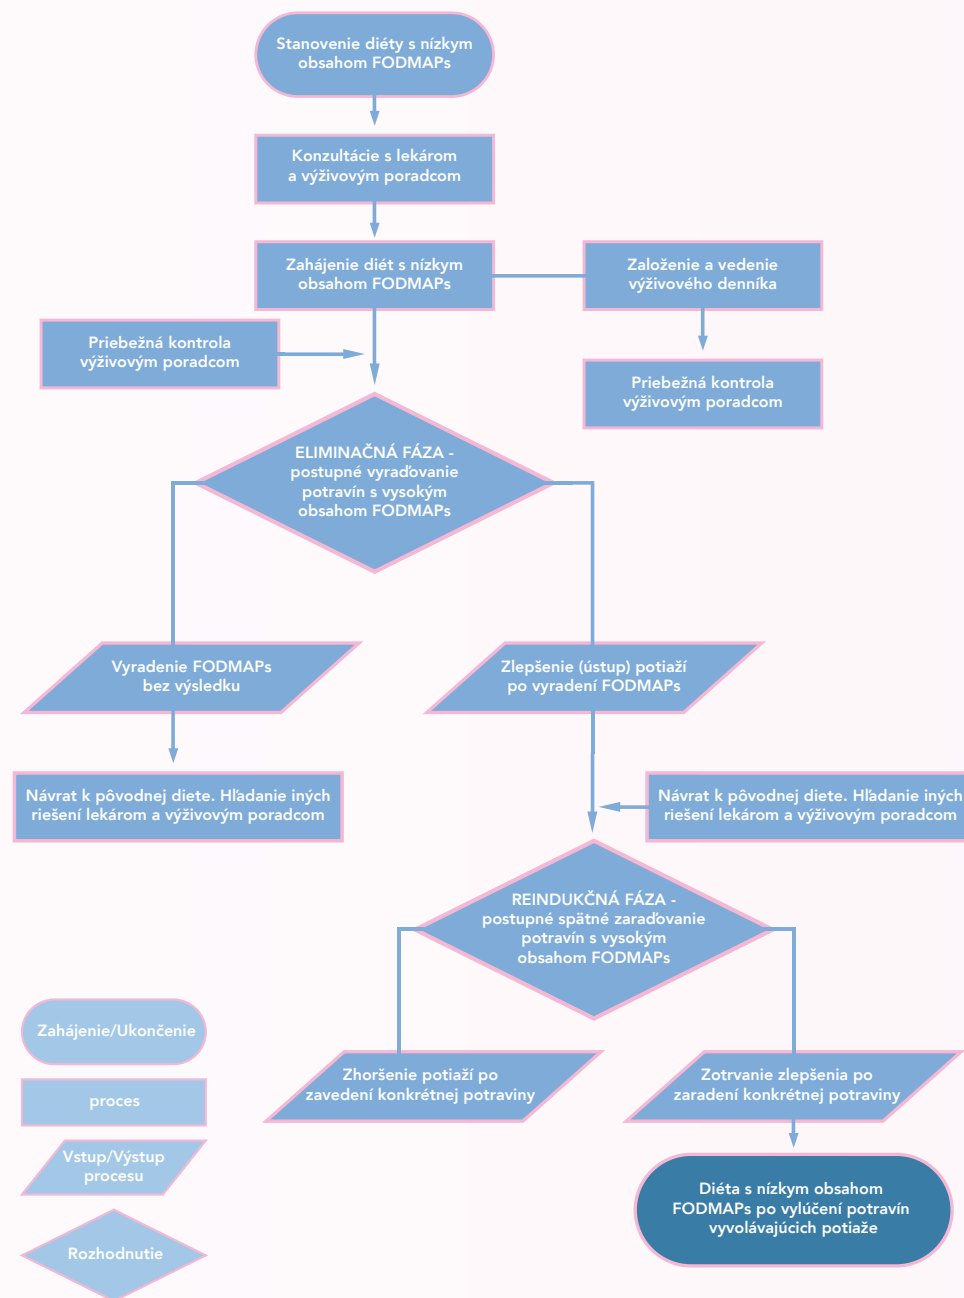 Stanovenie diéty s nízkym
obsahom FODMAPs
Konzultácie s lekárom
a výživovým poradcom
Zahájenie diét s nízkym
obsahom FODMAPs
Založenie a vedenie
výživového denníka
Priebežná kontrola
výživovým poradcom
Priebežná kontrola
výživovým poradcom
ELIMINAČNÁ FÁZA -
postupné vyraďovanie
potravín s vysokým
obsahom FODMAPs
Vyradenie FODMAPs
bez výsledku
Zlepšenie (ústup) potiaží
po vyradení FODMAPs
Návrat k pôvodnej diete. Hľadanie iných
riešení lekárom a výživovým poradcom
Návrat k pôvodnej diete. Hľadanie iných
riešení lekárom a výživovým poradcom
REINDUKČNÁ FÁZA -
postupné spätné zaraďovanie
potravín s vysokým
obsahom FODMAPs
Zhoršenie potiaží po
zavedení konkrétnej potraviny
Zotrvanie zlepšenia po
zaradení konkrétnej potraviny
Diéta s nízkym obsahom
FODMAPs po vylúčení potravín
vyvolávajúcich potiaže
Zahájenie/Ukončenie
proces
Vstup/Výstup
procesu
Rozhodnutie